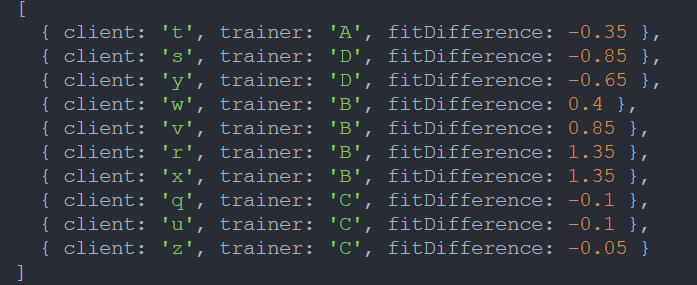 [
  { client: 't', trainer: 'A', fitDifference: -0.35 },
  { client: 's', trainer: 'D', fitDifference: -0.85 },
  { client: 'y', trainer: 'D', fitDifference: -0.65 },
  { client: 'w', trainer: 'B', fitDifference: 0.4 },
  { client: 'v', trainer: 'B', fitDifference: 0.85 },
  { client: 'r', trainer: 'B', fitDifference: 1.35 },
  { client: 'x', trainer: 'B', fitDifference: 1.35 },
  { client: 'q', trainer: 'C', fitDifference: -0.1 },
  { client: 'u', trainer: 'C', fitDifference: -0.1 },
  { client: 'z', trainer: 'C', fitDifference: -0.05 }
]